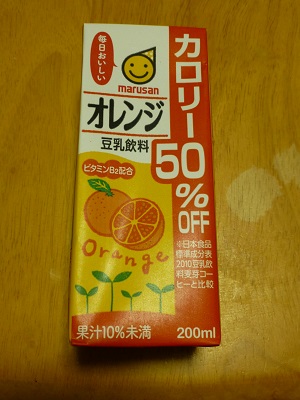 毎日おいしい
marusan
オレンジ
豆乳飲料
ビタミンB2配合
Orange
果汁10%未満
カロリー
50
%
OFF
※日本食品
標準成分表
2010豆乳飲
料麦芽コー
ヒーと比較
200ml